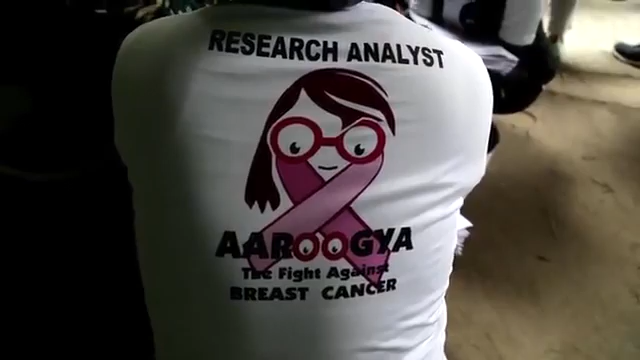 RESEARCH ANALYST
AAROOGYA
The Fight Against
BREAST CANCER